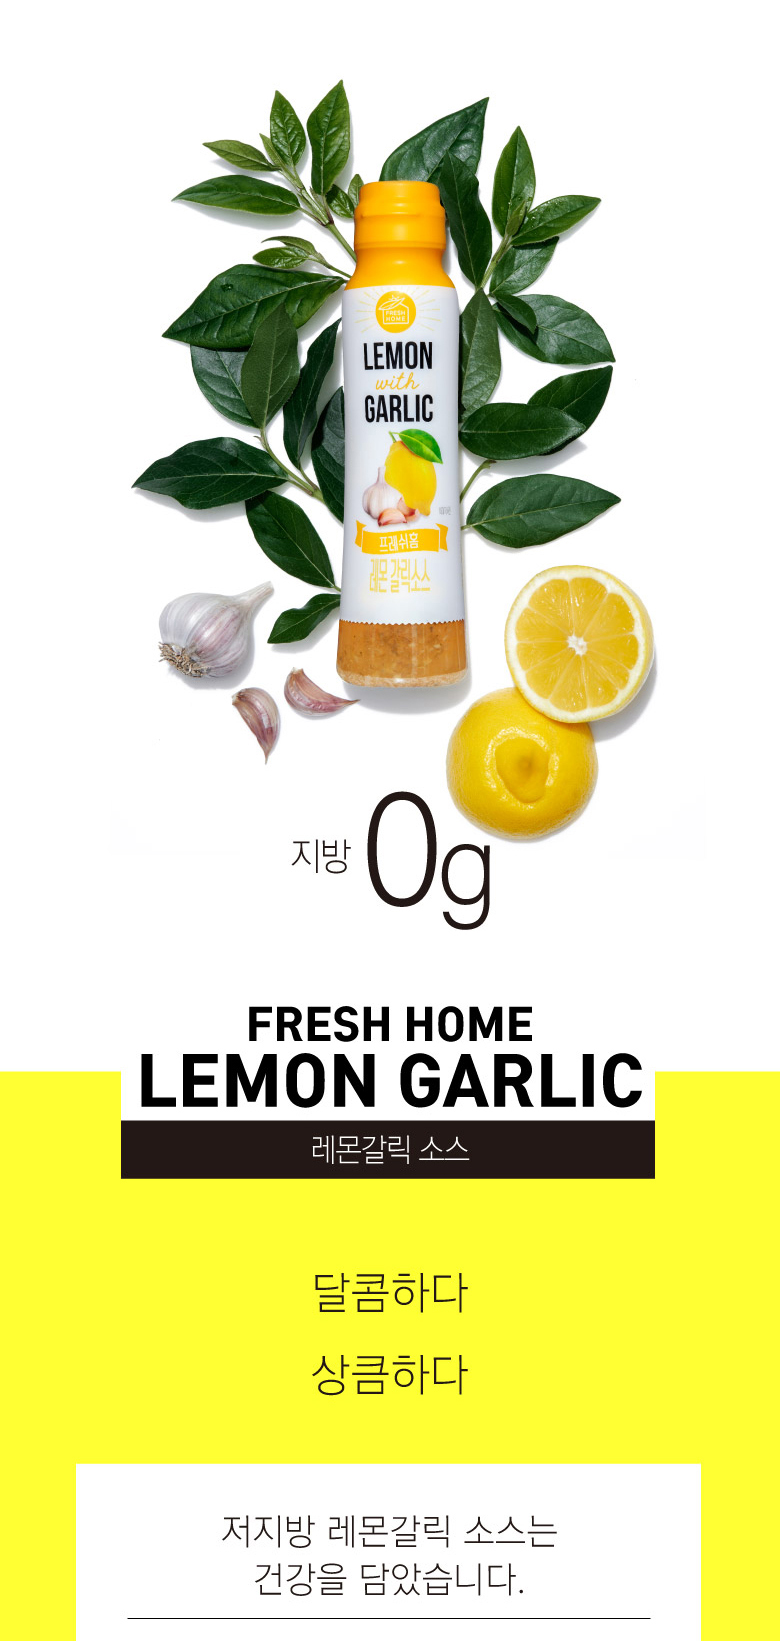 FRESH
HOME
LEMON
with
GARLIC
프레쉬홈
레몬 갈릭소스
지방 0g
FRESH HOME
LEMON GARLIC
레몬갈릭 소스
달콤하다
상큼하다
저지방 레몬갈릭 소스는
건강을 담았습니다.